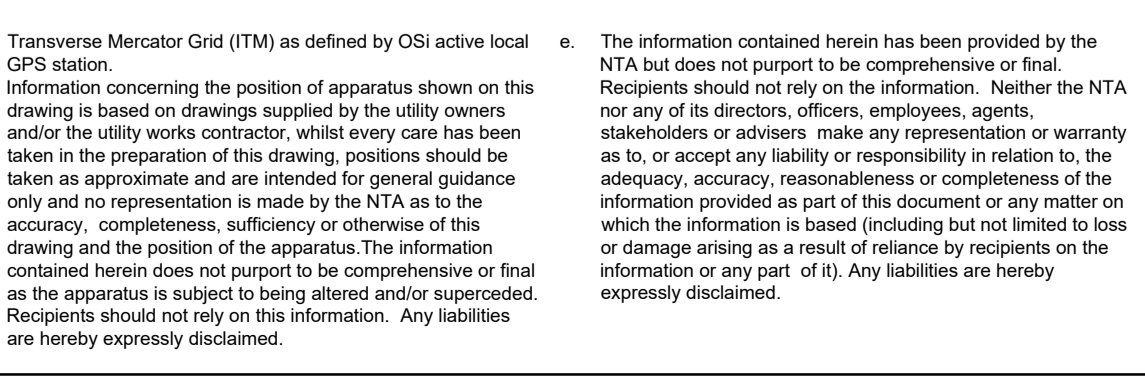 Transverse Mercator Grid (ITM) as defined by OSi active local
GPS station.
Information concerning the position of apparatus shown on this
drawing is based on drawings supplied by the utility owners
and/or the utility works contractor, whilst every care has been
taken in the preparation of this drawing, positions should be
taken as approximate and are intended for general guidance
only and no representation is made by the NTA as to the
accuracy,  completeness, sufficiency or otherwise of this
drawing and the position of the apparatus.The information
contained herein does not purport to be comprehensive or final
as the apparatus is subject to being altered and/or superceded.
Recipients should not rely on this information.  Any liabilities
are hereby expressly disclaimed.
e. The information contained herein has been provided by the
NTA but does not purport to be comprehensive or final.
Recipients should not rely on the information.  Neither the NTA
nor any of its directors, officers, employees, agents,
stakeholders or advisers  make any representation or warranty
as to, or accept any liability or responsibility in relation to, the
adequacy, accuracy, reasonableness or completeness of the
information provided as part of this document or any matter on
which the information is based (including but not limited to loss
or damage arising as a result of reliance by recipients on the
information or any part  of it). Any liabilities are hereby
expressly disclaimed.